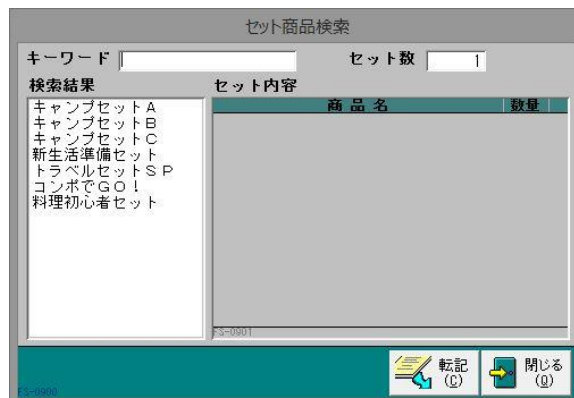 セット商品検索
キーワード セット数 1
検索結果 セット内容
商品名 数量
キャンプセットA
キャンプセットB
キャンプセットC
新生活準備セット
トラベルセットSP
コンポでGO!
料理初心者セット
FS-0901
転記 (C) 閉じる (Q)
FS-0900